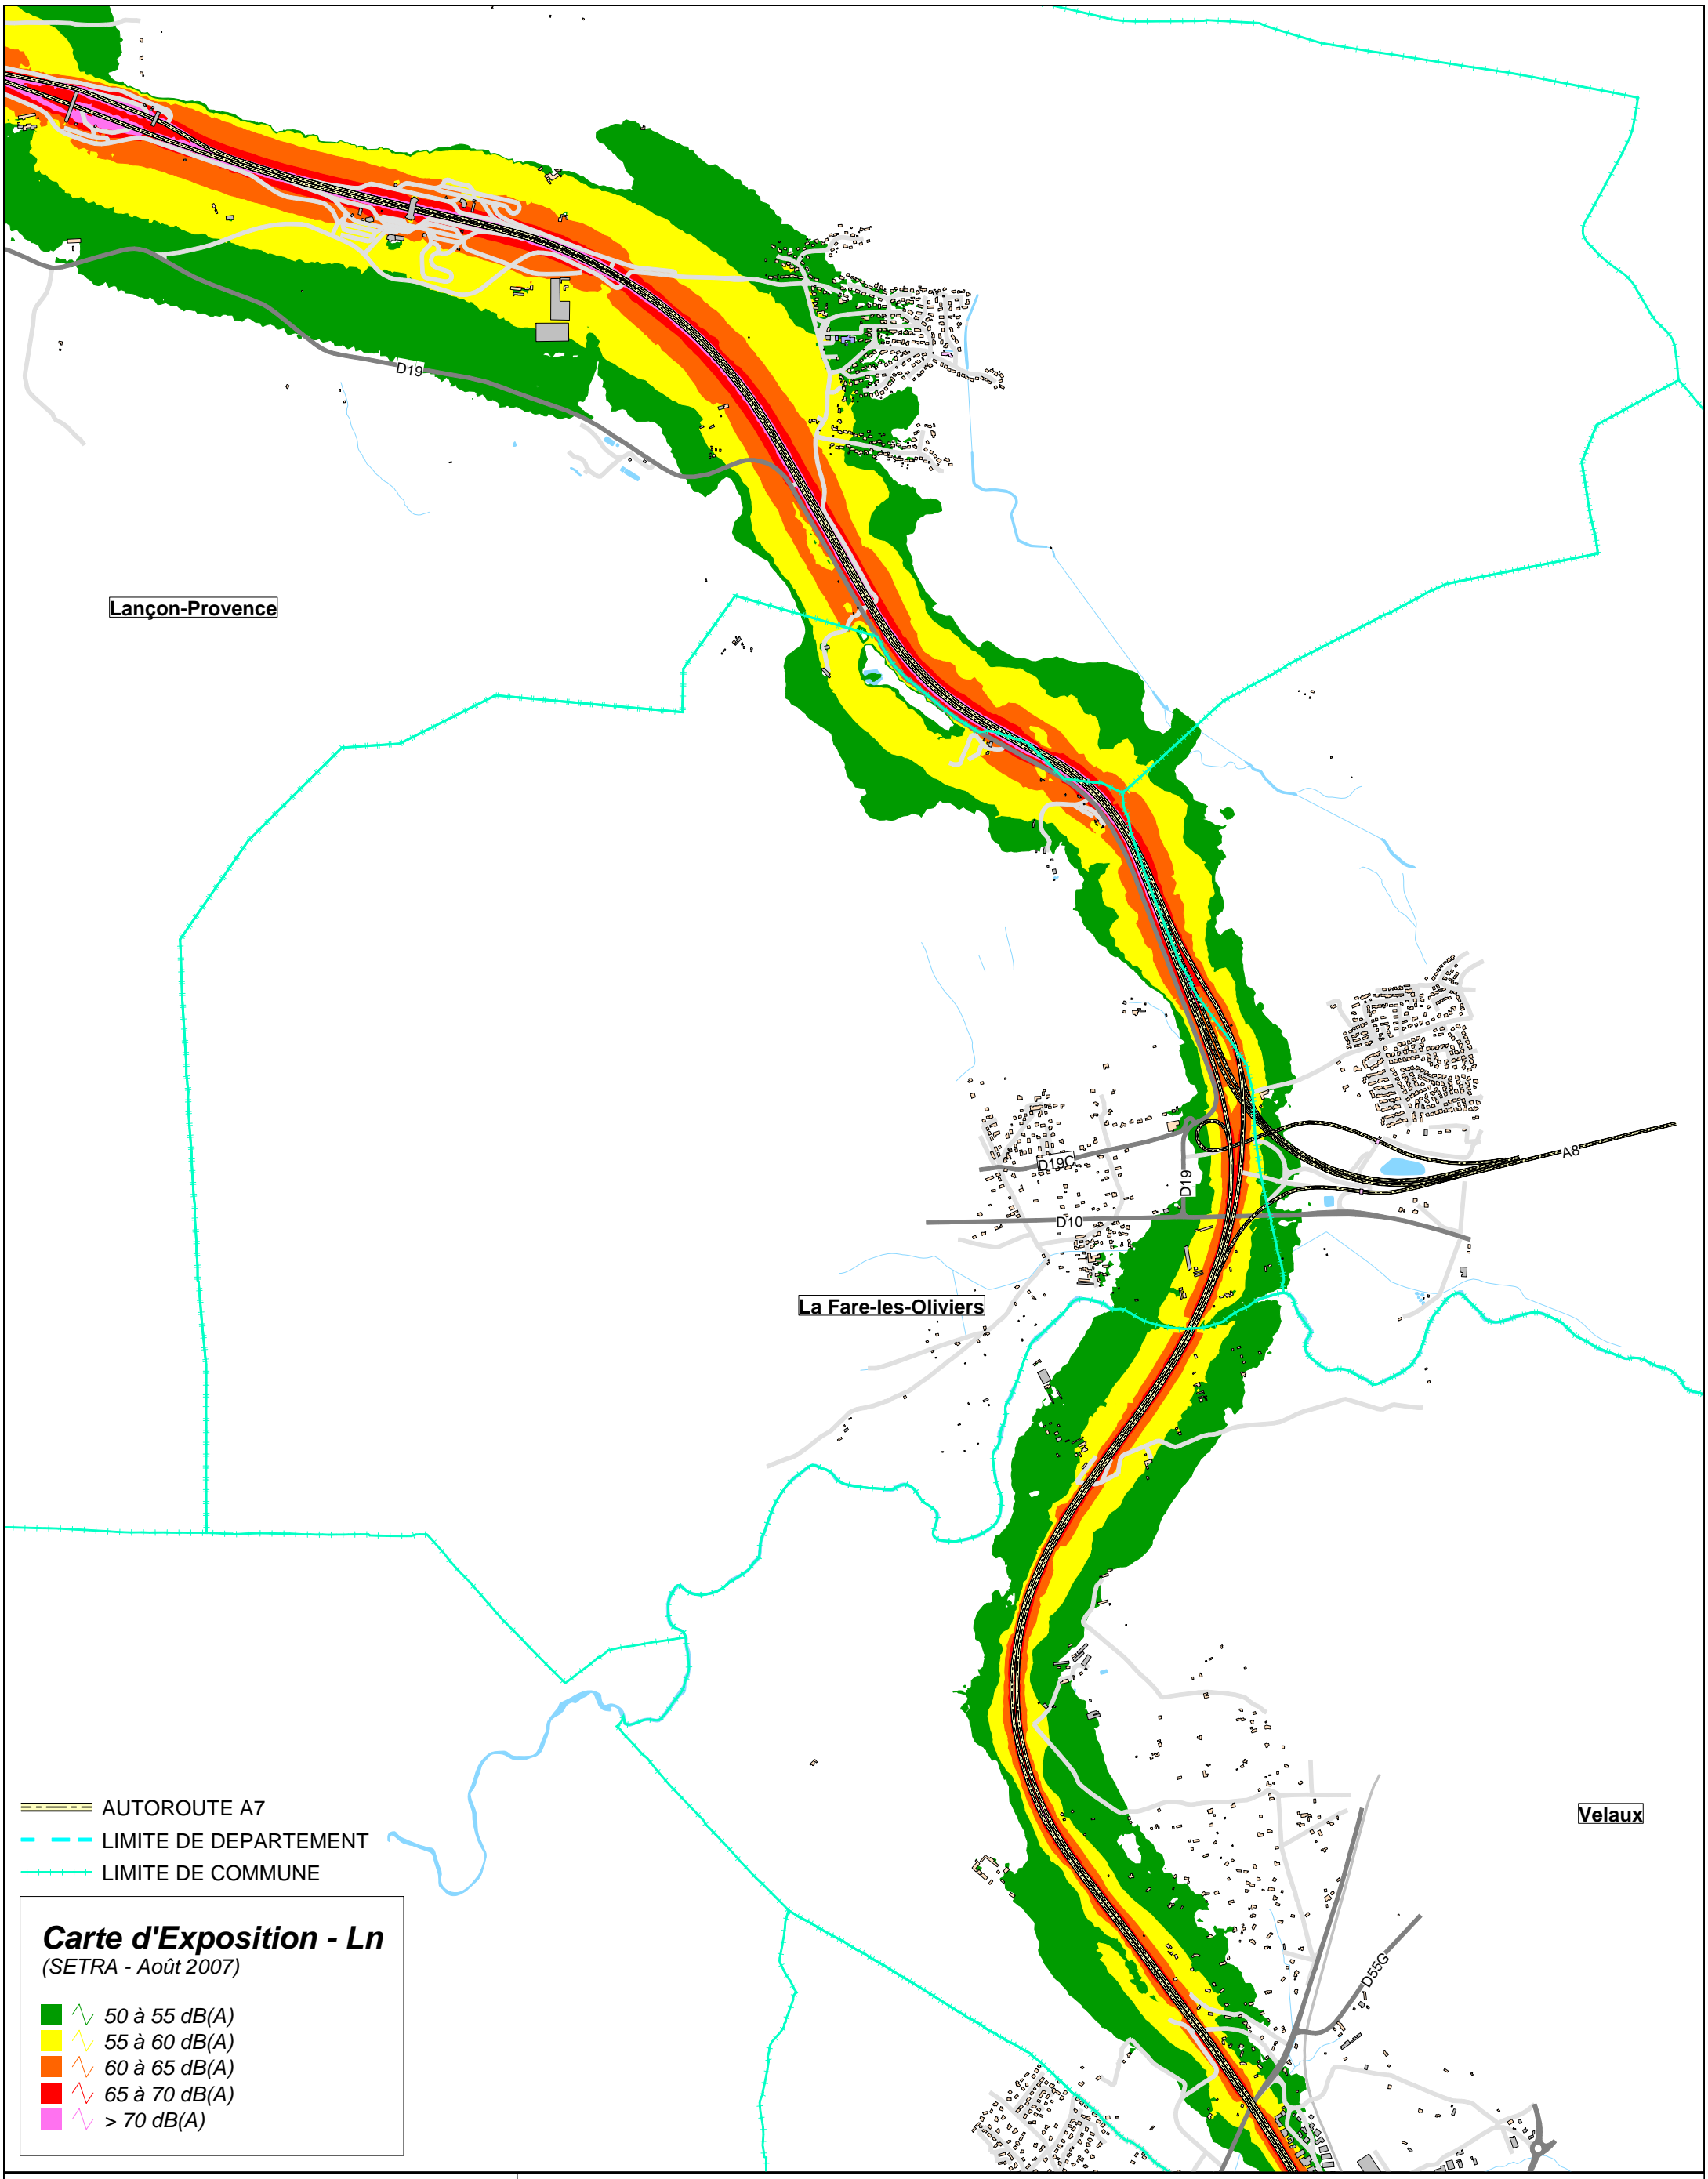 D19
Lançon-Provence
A8
D19C
D19
D10
La Fare-les-Oliviers
Velaux
AUTOROUTE A7
LIMITE DE DEPARTEMENT
LIMITE DE COMMUNE
Carte d'Exposition - Ln
(SETRA - Août 2007)
D55G
50 à 55 dB(A)
55 à 60 dB(A)
60 à 65 dB(A)
65 à 70 dB(A)
> 70 dB(A)